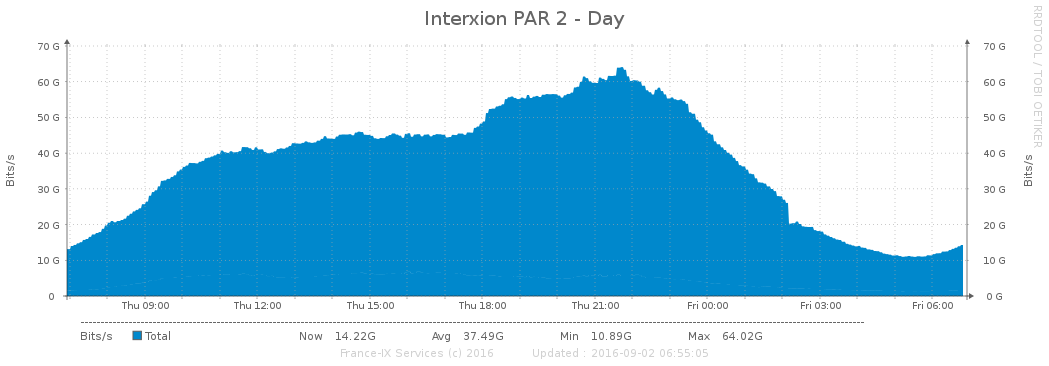 Interxion PAR 2 - Day
RRDTOOL / TOBI OETIKER
Bits/s
Bits/s
70 G
70 G
60 G
60 G
50 G
50 G
40 G
40 G
30 G
30 G
20 G
20 G
10 G
10 G
0
0 G
Thu 09:00 Thu 12:00 Thu 15:00 Thu 18:00 Thu 21:00 Fri 00:00 Fri 03:00 Fri 06:00
Bits/s Total Now 14.22G Avg 37.49G Min 10.89G Max 64.02G
France-IX Services (c) 2016 Updated : 2016-09-02 06:55:05